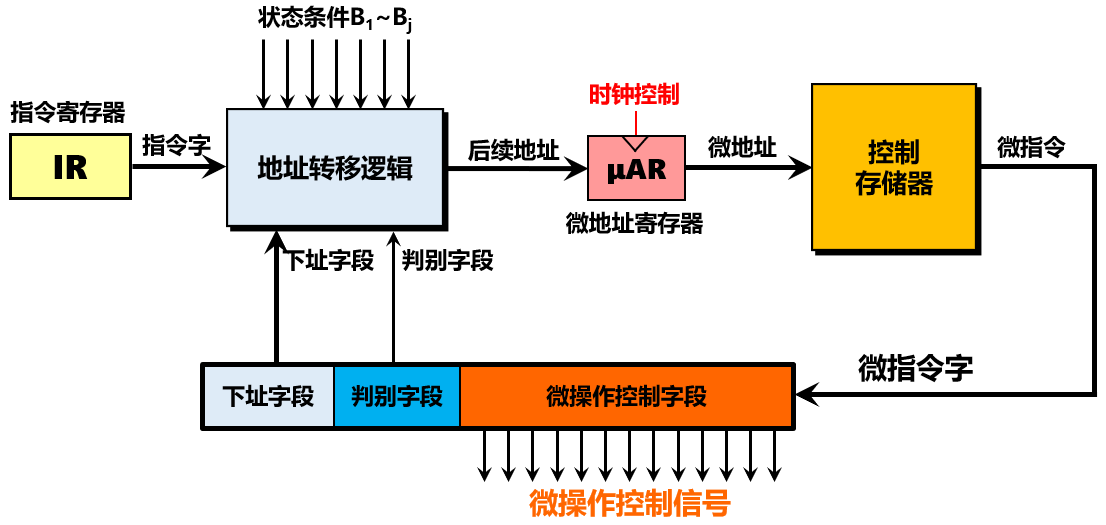 状态条件B1~Bj
时钟控制
指令寄存器
IR
指令字
地址转移逻辑
后续地址
μAR
微地址
控制
存储器
微指令
微地址寄存器
下址字段
判别字段
微指令字
下址字段
判别字段
微操作控制字段
微操作控制信号